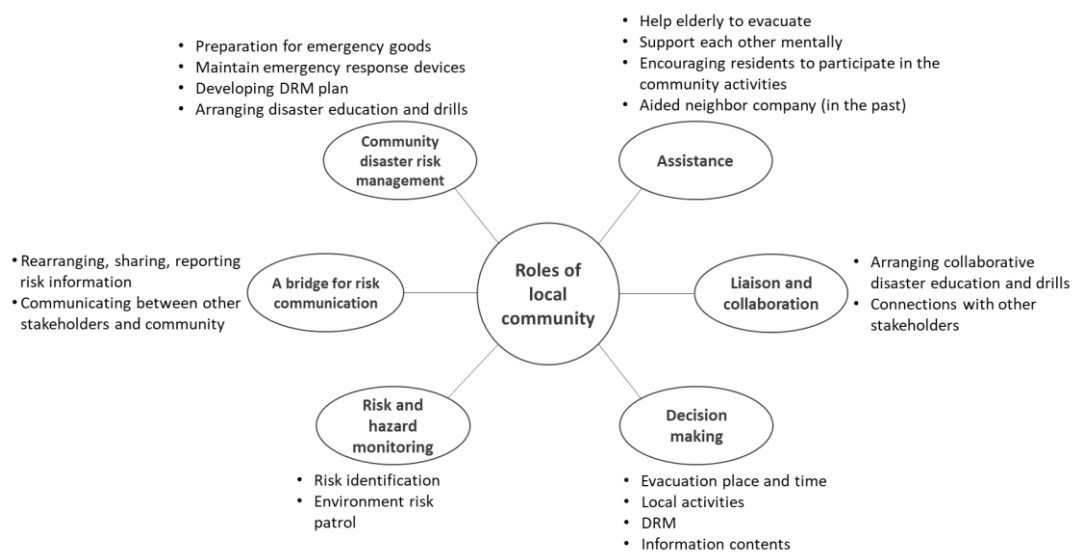 • Preparation for emergency goods
• Maintain emergency response devices
• Developing DRM plan
• Arranging disaster education and drills
Community
disaster risk
management
• Help elderly to evacuate
• Support each other mentally
• Encouraging residents to participate in the
community activities
• Aided neighbor company (in the past)
Assistance
• Rearranging, sharing, reporting
risk information
• Communicating between other
stakeholders and community
A bridge for risk
communication
Roles of
local
community
Liaison and
collaboration
• Arranging collaborative
disaster education and drills
• Connections with other
stakeholders
Risk and
hazard
monitoring
• Risk identification
• Environment risk
patrol
Decision
making
• Evacuation place and time
• Local activities
• DRM
• Information contents